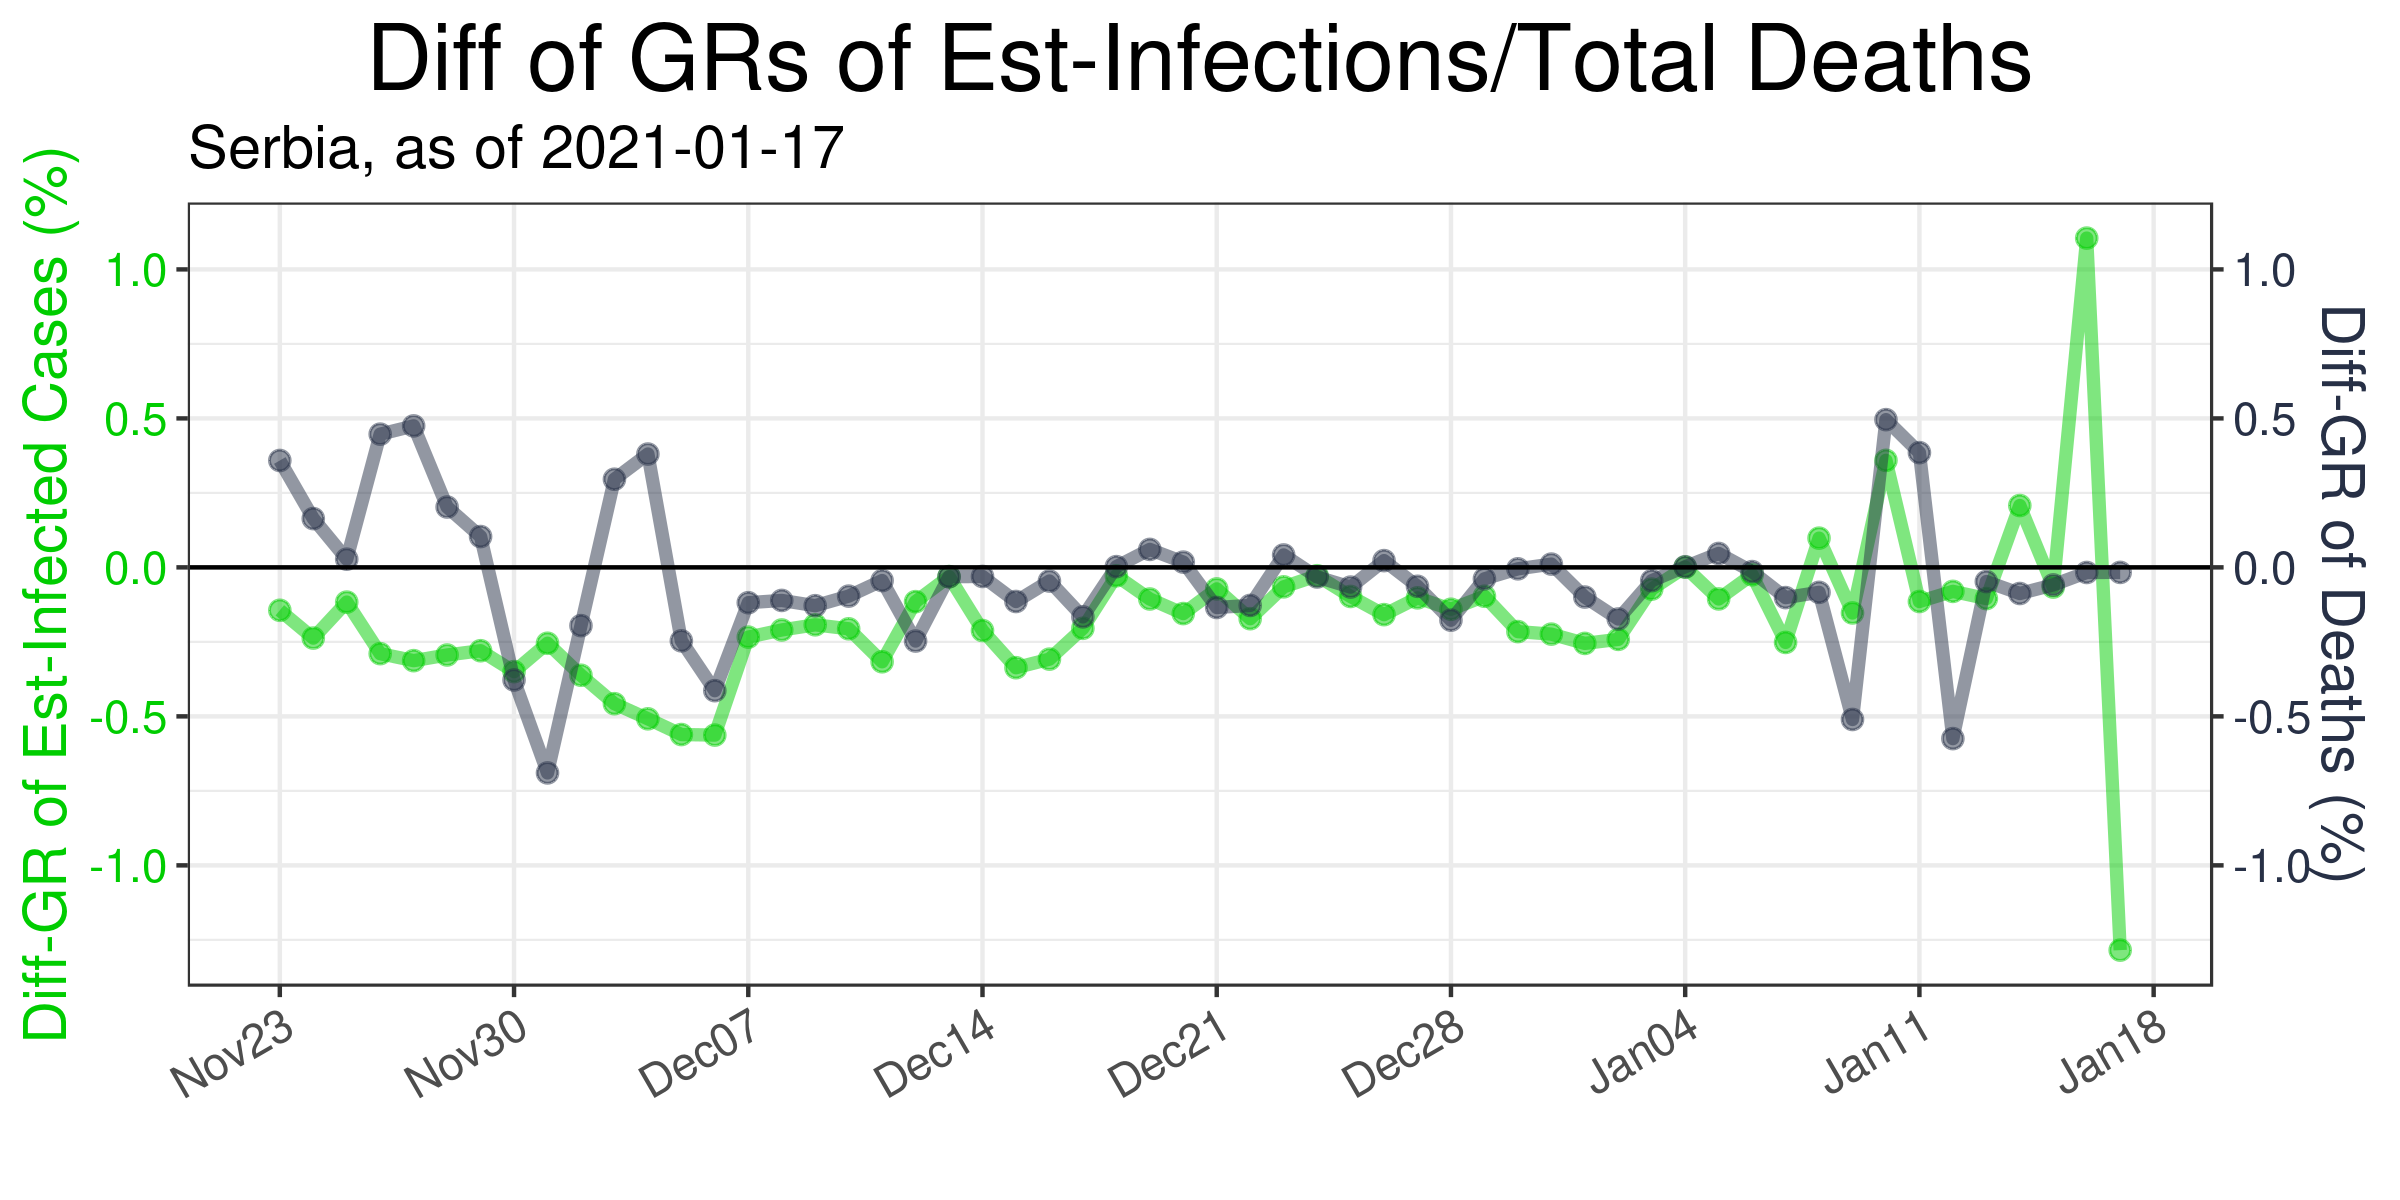 Diff of GRs of Est-Infections/Total Deaths
Serbia, as of 2021-01-17
Diff-GR of Est-Infected Cases (%)
1.0
0.5
0.0
-0.5
-1.0
1.0
0.5
0.0
-0.5
-1.0
Diff-GR of Deaths (%)
Nov23
Nov30
Dec07
Dec14
Dec21
Dec28
Jan04
Jan11
Jan18